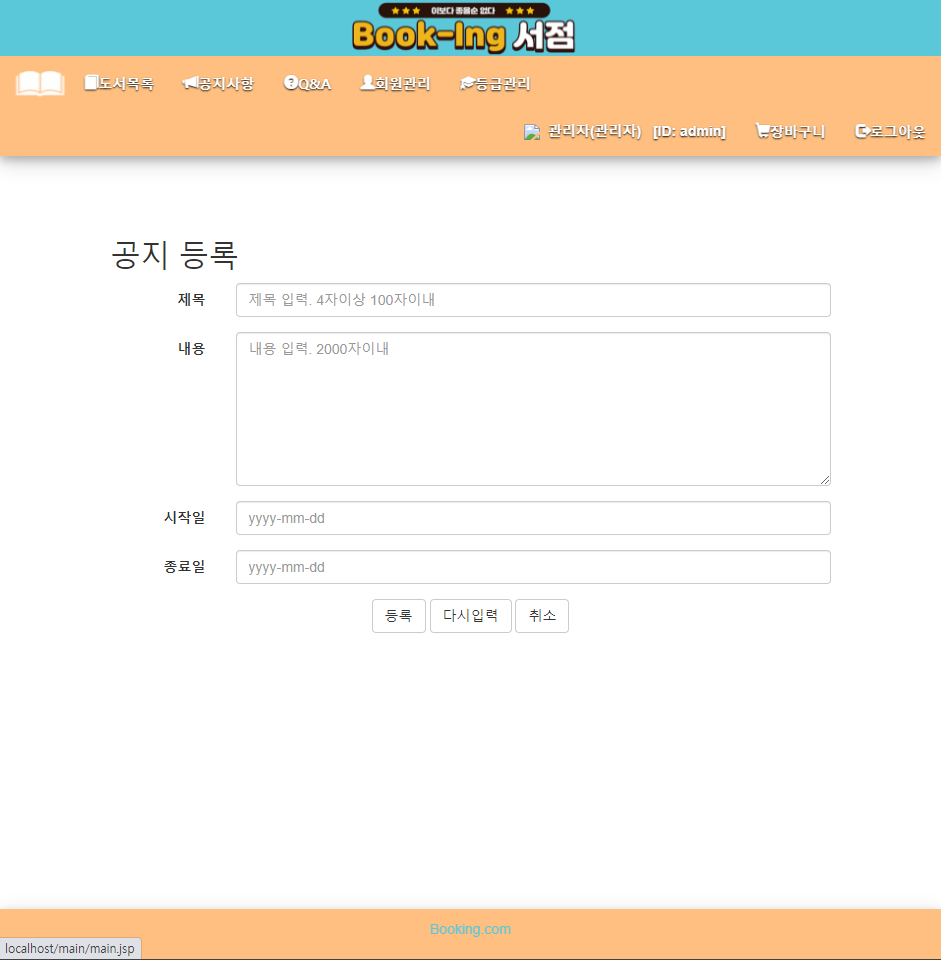 ★★★ 이보다 좋을순 없다 ★★★
Book-Ing 서점
도서목록 공지사항 Q&A 회원관리 등급관리
관리자(관리자) [ID: admin] 장바구니 로그아웃
공지 등록
제목 제목 입력. 4자이상 100자이내
내용 내용 입력. 2000자이내
시작일 yyyy-mm-dd
종료일 yyyy-mm-dd
등록 다시입력 취소
Booking.com
localhost/main/main.jsp